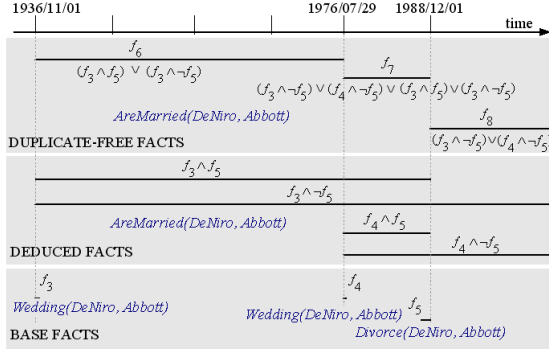 1936/11/01 1976/07/29 1988/12/01
time
f6
(f3∧f5) ∨ (f3∧¬f5)
f7
(f3∧¬f5)∨(f4∧¬f5)∨(f3∧f5)∨(f3∧¬f5)
AreMarried(DeNiro, Abbott)
f8
DUPLICATE-FREE FACTS
(f3∧¬f5)∨(f4∧¬f5)
f3∧f5
f3∧¬f5
AreMarried(DeNiro, Abbott)
f4∧f5
f4∧¬f5
DEDUCED FACTS
f3
f4
Wedding(DeNiro, Abbott)
Wedding(DeNiro, Abbott)
f5
Divorce(DeNiro, Abbott)
BASE FACTS